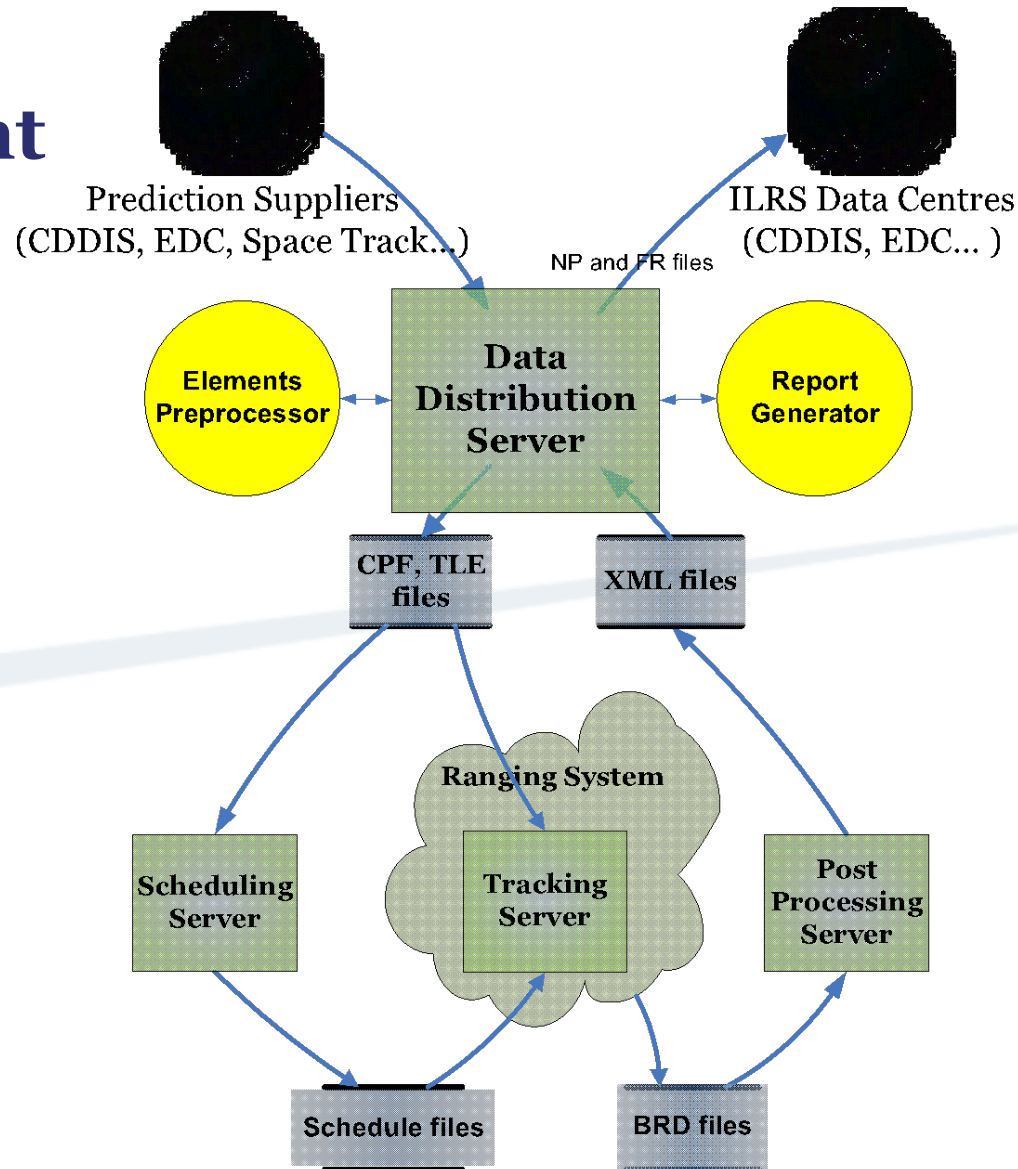 nt
Prediction Suppliers
(CDDIS, EDC, Space Track...)
ILRS Data Centres
(CDDIS, EDC... )
NP and FR files
Elements
Preprocessor
Data
Distribution
Server
Report
Generator
CPF, TLE
files
XML files
Ranging System
Scheduling
Server
Tracking
Server
Post
Processing
Server
Schedule files
BRD files